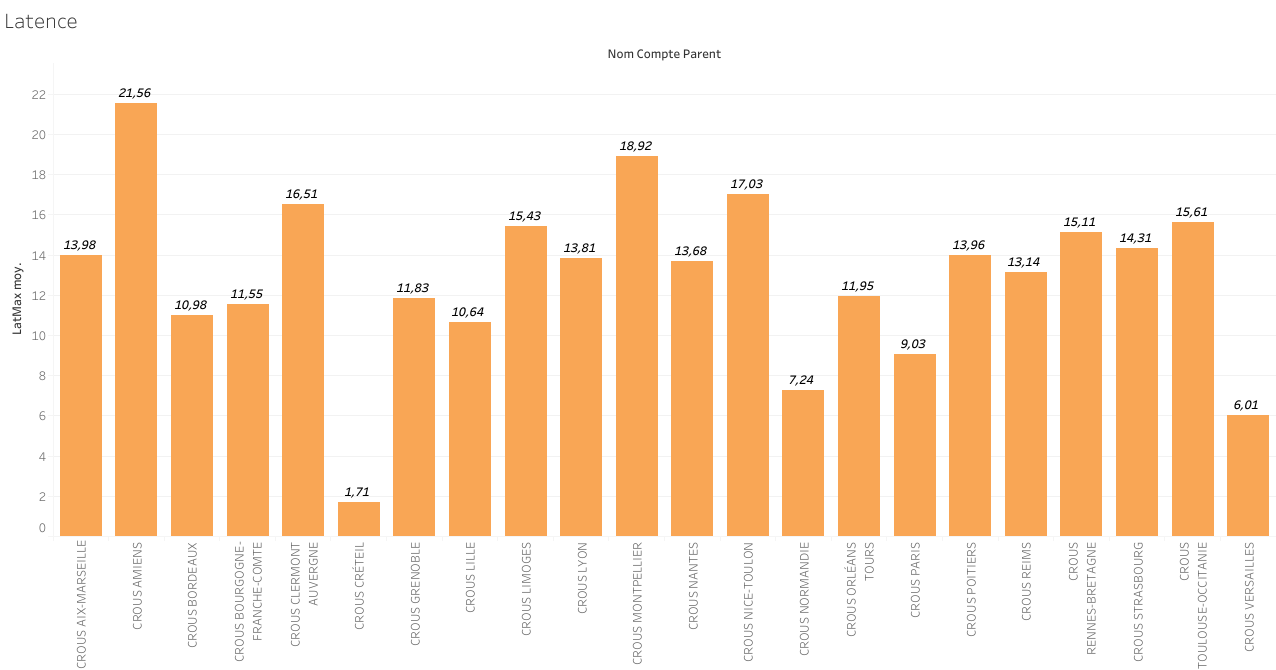 Latence
Nom Compte Parent
LatMax moy.
22
20
18
16
14
12
10
8
6
4
2
0
13,98
21,56
10,98
11,55
16,51
1,71
11,83
10,64
15,43
13,81
18,92
13,68
17,03
7,24
11,95
9,03
13,96
13,14
15,11
14,31
15,61
6,01
CROUS AIX-MARSEILLE
CROUS AMIENS
CROUS BORDEAUX
CROUS BOURGOGNE-
FRANCHE-COMTE
CROUS CLERMONT
AUVERGNE
CROUS CRÉTEIL
CROUS GRENOBLE
CROUS LILLE
CROUS LIMOGES
CROUS LYON
CROUS MONTPELLIER
CROUS NANTES
CROUS NICE-TOULON
CROUS NORMANDIE
CROUS ORLÉANS
TOURS
CROUS PARIS
CROUS POITIERS
CROUS REIMS
CROUS
RENNES-BRETAGNE
CROUS STRASBOURG
CROUS
TOULOUSE-OCCITANIE
CROUS VERSAILLES